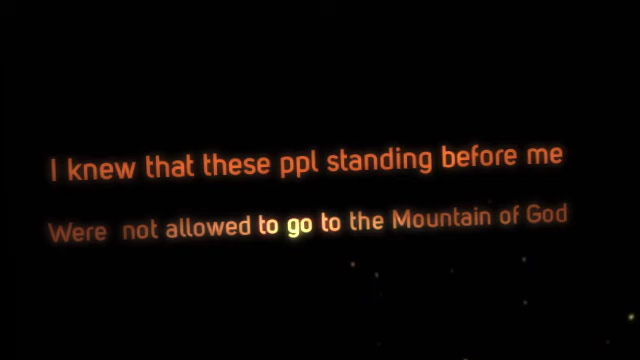 I knew that these ppl standing before me
Were not allowed to go to the Mountain of God